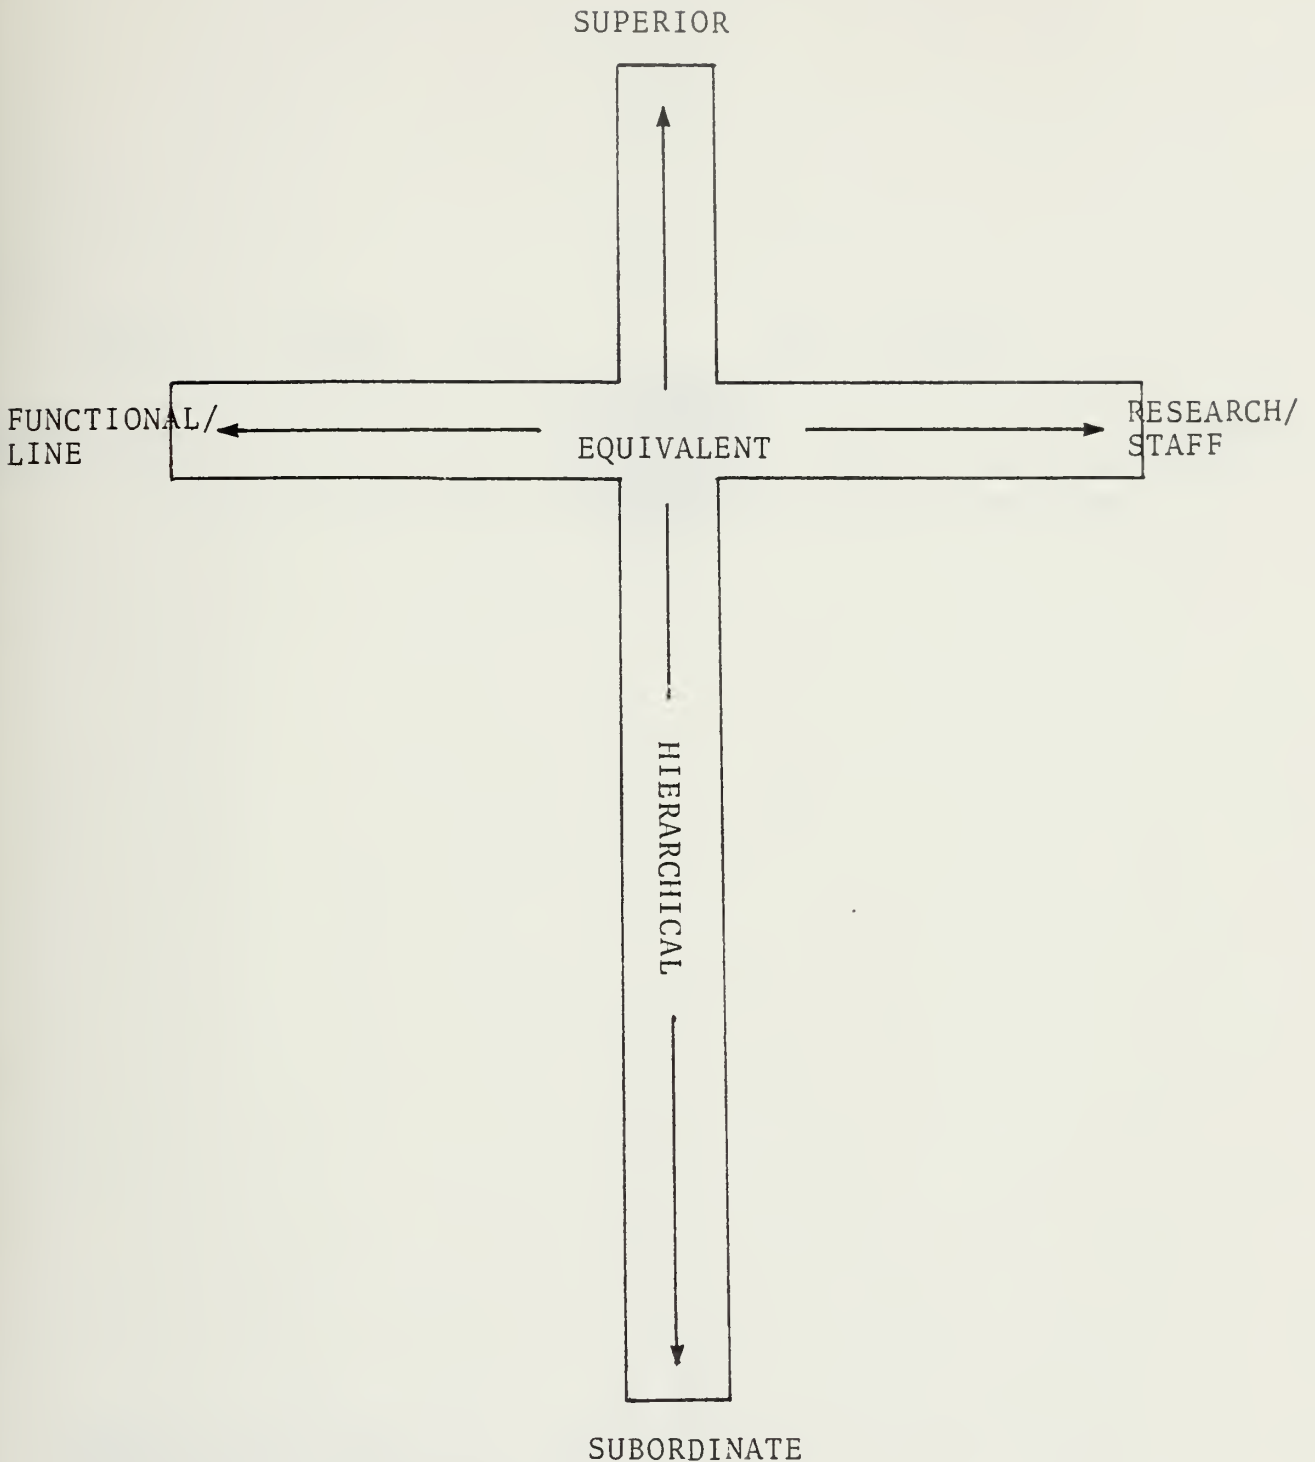 SUPERIOR
FUNCTIONAL/
LINE
EQUIVALENT
RESEARCH/
STAFF
HIERARCHICAL
SUBORDINATE